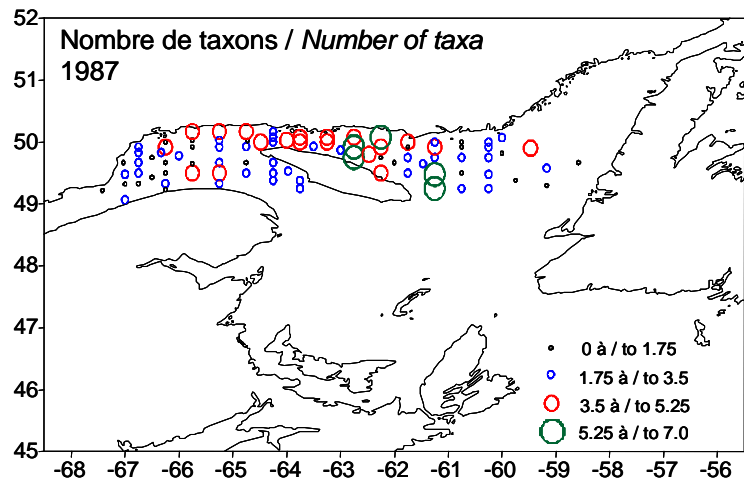 Nombre de taxons / Number of taxa
1987
52
51
50
49
48
47
46
45
0 à / to 1.75
1.75 à / to 3.5
3.5 à / to 5.25
5.25 à / to 7.0
-68 -67 -66 -65 -64 -63 -62 -61 -60 -59 -58 -57 -56